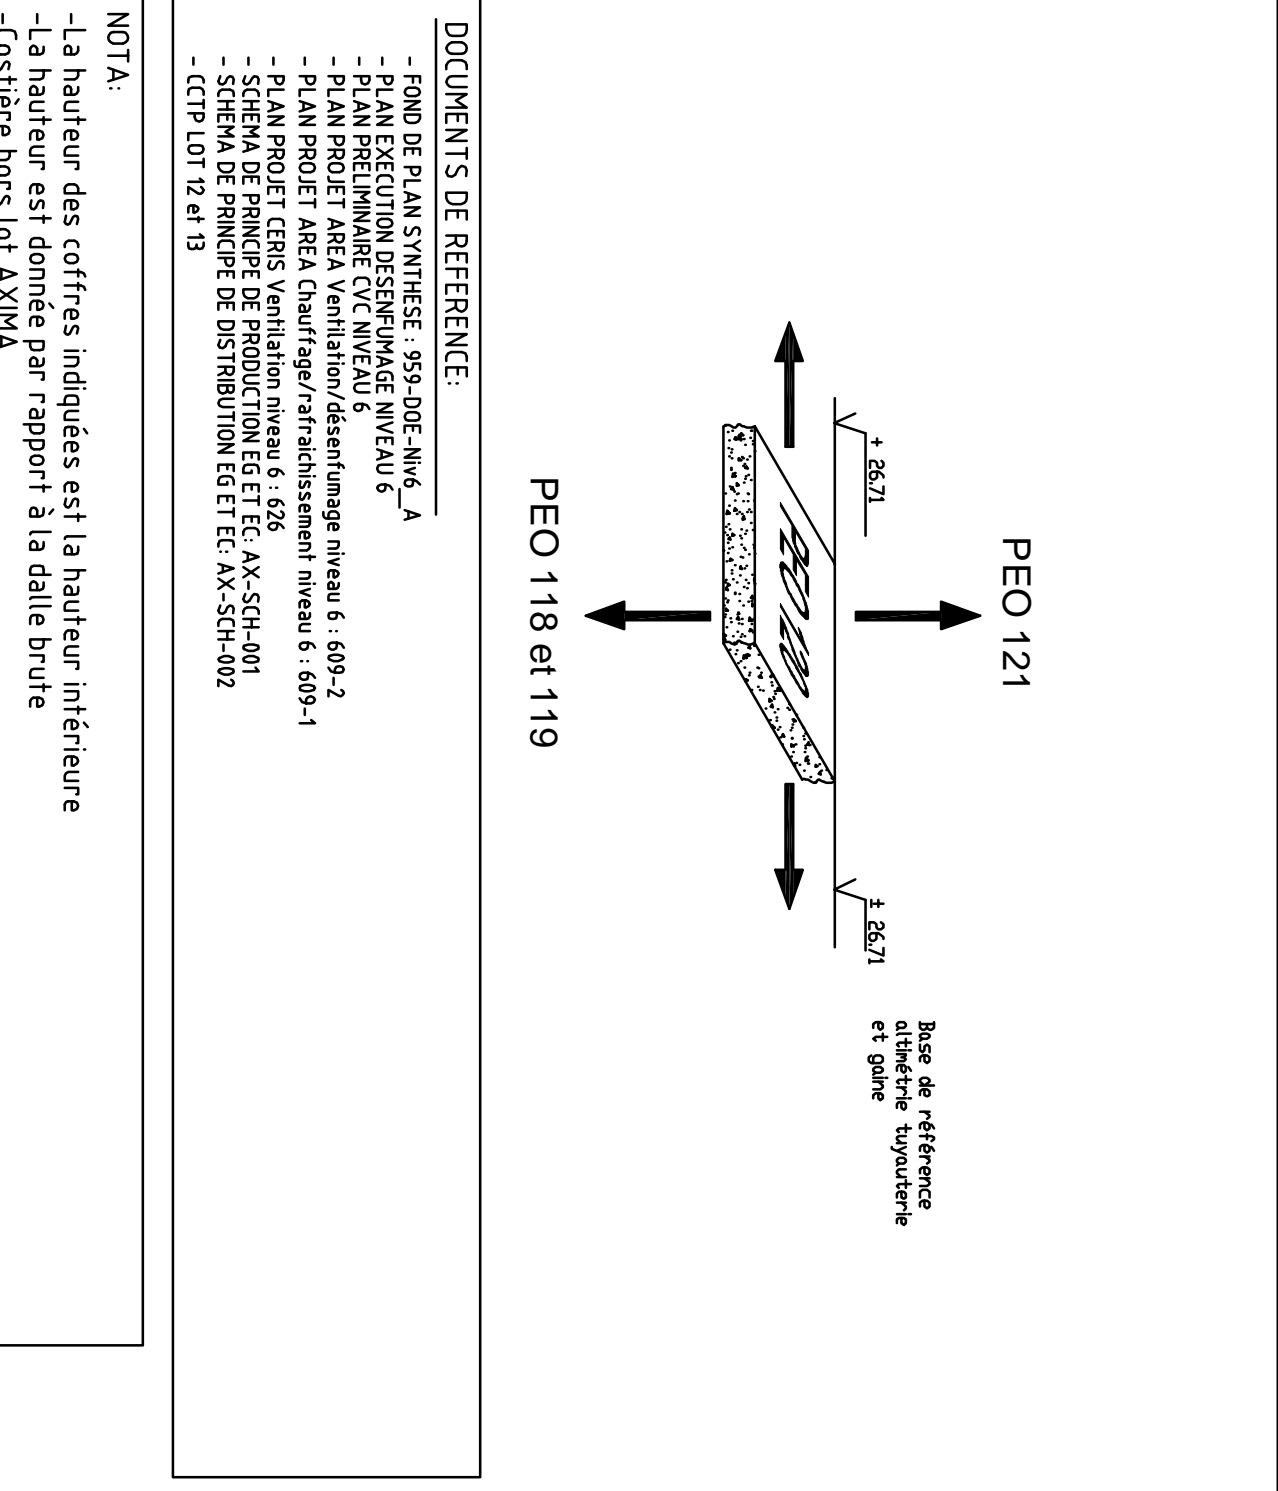 PEO 121
+ 26.71
± 26.71
Base de référence
altimétrie tuyauterie
et gaine
PEO 120
PEO 118 et 119
DOCUMENTS DE REFERENCE:
- FOND DE PLAN SYNTHESE : 959-DOE-Niv6_A
- PLAN EXECUTION DESENFUMAGE NIVEAU 6
- PLAN PRELIMINAIRE CVC NIVEAU 6
- PLAN PROJET AREA Ventilation/désenfumage niveau 6 : 609-2
- PLAN PROJET AREA Chauffage/rafraichissement niveau 6 : 609-1
- PLAN PROJET CERIS Ventilation niveau 6 : 626
- SCHEMA DE PRINCIPE DE PRODUCTION EG ET EC: AX-SCH-001
- SCHEMA DE PRINCIPE DE DISTRIBUTION EG ET EC: AX-SCH-002
- CCTP LOT 12 et 13
NOTA:
-La hauteur des coffres indiquées est la hauteur intérieure
-La hauteur est donnée par rapport à la dalle brute
-Costière hors lot AXIMA